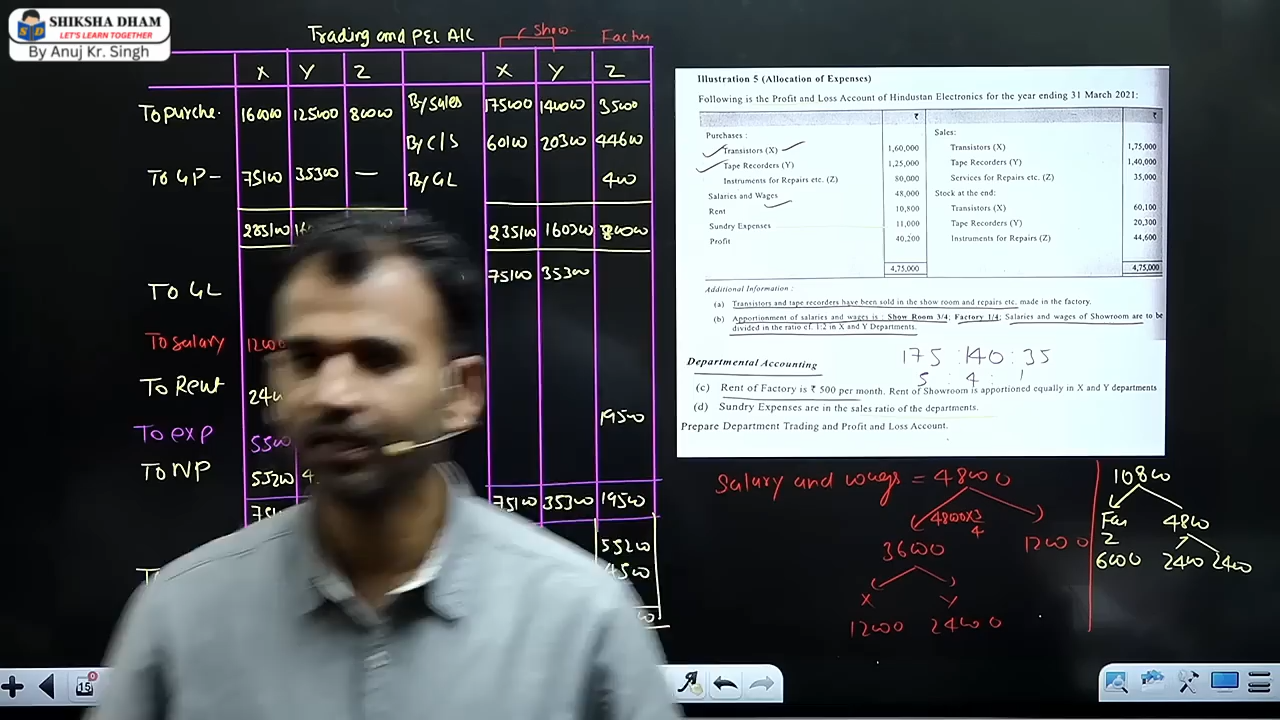 SHIKSHA DHAM
LET'S LEARN TOGETHER
By Anuj Kr. Singh
Trading and P&L A/C
Show
X Y Z X Y Z
To purche. 160000 125000 80000 By Sales 175000 140000 35000
By C/S 60100 20300 44600
To GP- 75100 35300 — By GL 400
235100 160300 80000
75100 35300
To GL
To Salary
To Rent
19500
To exp 5500
To NP 55200
75100 35300 19500
55200
Illustration 5 (Allocation of Expenses)
Following is the Profit and Loss Account of Hindustan Electronics for the year ending 31 March 2021:
₹ ₹
Purchases : Sales:
Transistors (X) 1,60,000 Transistors (X) 1,75,000
Tape Recorders (Y) 1,25,000 Tape Recorders (Y) 1,40,000
Instruments for Repairs etc. (Z) 80,000 Services for Repairs etc. (Z) 35,000
Salaries and Wages 48,000 Stock at the end:
Rent 10,800 Transistors (X) 60,100
Sundry Expenses 11,000 Tape Recorders (Y) 20,300
Profit 40,200 Instruments for Repairs (Z) 44,600
4,75,000 4,75,000
Additional Information :
(a) Transistors and tape recorders have been sold in the show room and repairs etc. made in the factory.
(b) Apportionment of salaries and wages is : Show Room 3/4; Factory 1/4; Salaries and wages of Showroom are to be
divided in the ratio of. 1:2 in X and Y Departments.
175 : 140 : 35
Departmental Accounting
5 : 4 : 1
(c) Rent of Factory is ₹ 500 per month. Rent of Showroom is apportioned equally in X and Y departments
(d) Sundry Expenses are in the sales ratio of the departments.
Prepare Department Trading and Profit and Loss Account.
Salary and wages = 48000
36000 12000
X Y
12000 24000
10800
4800
Z
6000 2400 2400
15